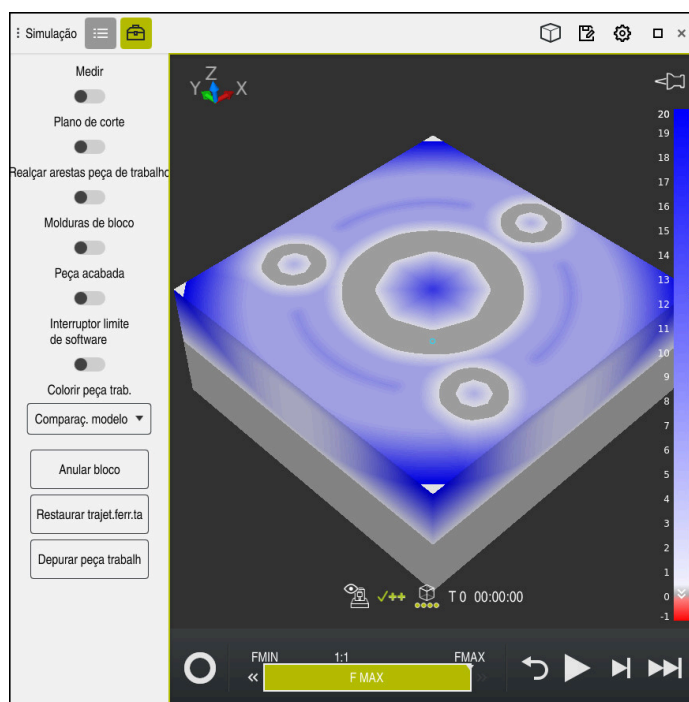 Simulação
Medir
Plano de corte
Realçar arestas peça de trabalho
Molduras de bloco
Peça acabada
Interruptor limite
de software
Colorir peça trab.
Comparaç. modelo
Anular bloco
Restaurar trajet.ferr.ta
Depurar peça trabalh
Z
Y X
20
19
18
17
16
15
14
13
12
11
10
9
8
7
6
5
4
3
2
1
0
-1
T 0 00:00:00
FMIN 1:1 FMAX
F MAX